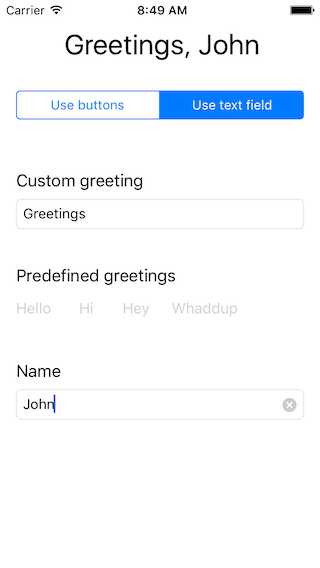 Carrier 8:49 AM
Greetings, John
Use buttons Use text field
Custom greeting
Greetings
Predefined greetings
Hello Hi Hey Whaddup
Name
John